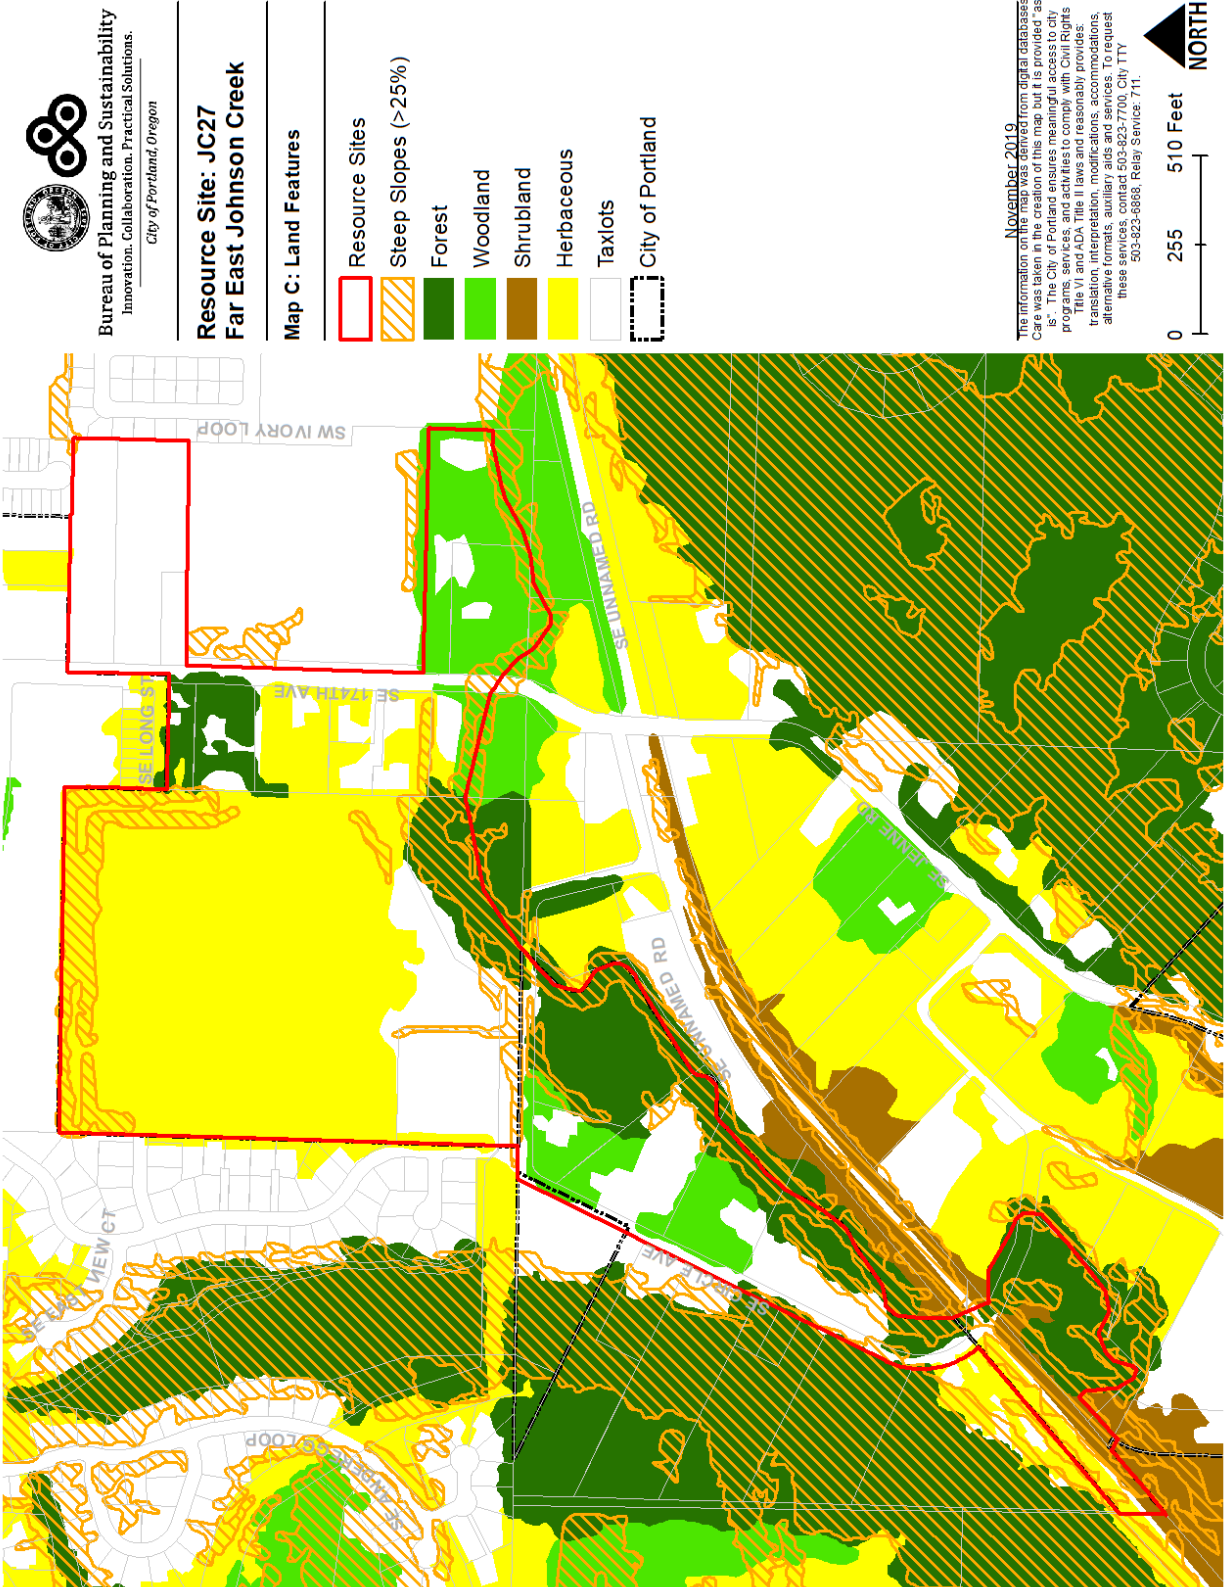 Bureau of Planning and Sustainability
Innovation. Collaboration. Practical Solutions.
City of Portland, Oregon
Resource Site: JC27
Far East Johnson Creek
Map C: Land Features
Resource Sites
Steep Slopes (>25%)
Forest
Woodland
Shrubland
Herbaceous
Taxlots
City of Portland
November 2019
The information on the map was derived from digital databases
Care was taken in the creation of this map but it is provided "as
is". The City of Portland ensures meaningful access to city
programs, services, and activities to comply with Civil Rights
Title VI and ADA Title II laws and reasonably provides:
translation, interpretation, modifications, accommodations,
alternative formats, auxiliary aids and services. To request
these services, contact 503-823-7700, City TTY
503-823-6868, Relay Service: 711.
0 255 510 Feet
NORTH
SW IVORY LOOP
SE LONG ST
SE 174TH AVE
SE UNNAMED RD
SE JENNE RD
SE UNNAMED RD
SE UNNAMED RD
SE CIRCLE AVE
SE CIRCLE AVE
SE EAST NEW CT
SE ANDEREGG LOOP